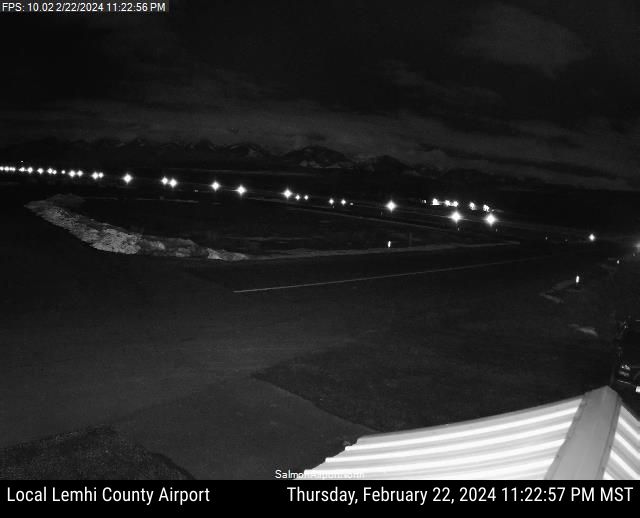 FPS: 10.02 2/22/2024 11:22:56 PM
Local Lemhi County Airport
Thursday, February 22, 2024 11:22:57 PM MST